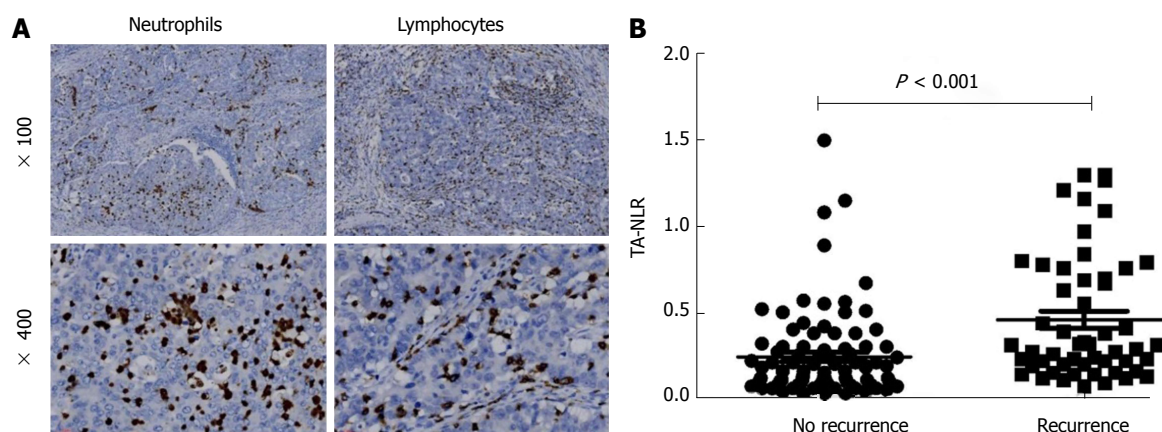 A
Neutrophils
Lymphocytes
× 100
× 400
B
2.0
1.5
1.0
0.5
0.0
TA-NLR
P < 0.001
No recurrence
Recurrence